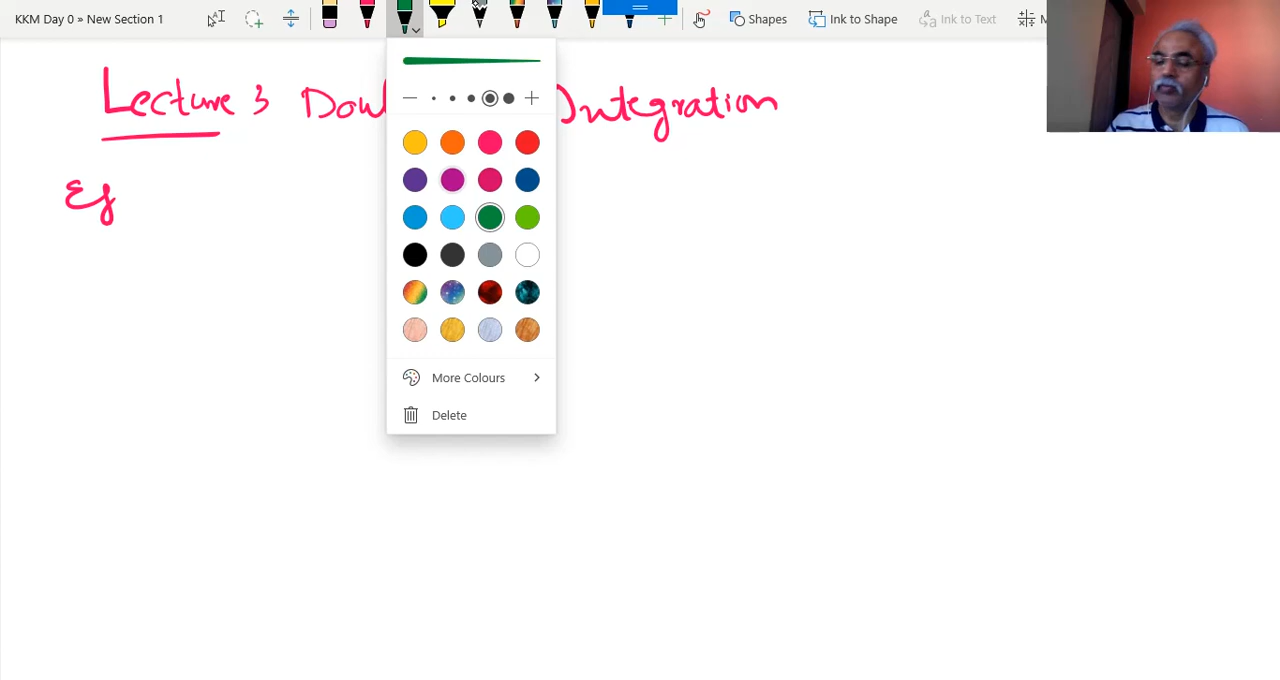 KKM Day 0 » New Section 1
Shapes
Ink to Shape
Ink to Text
Lecture 3 Integration
Eg
More Colours
Delete